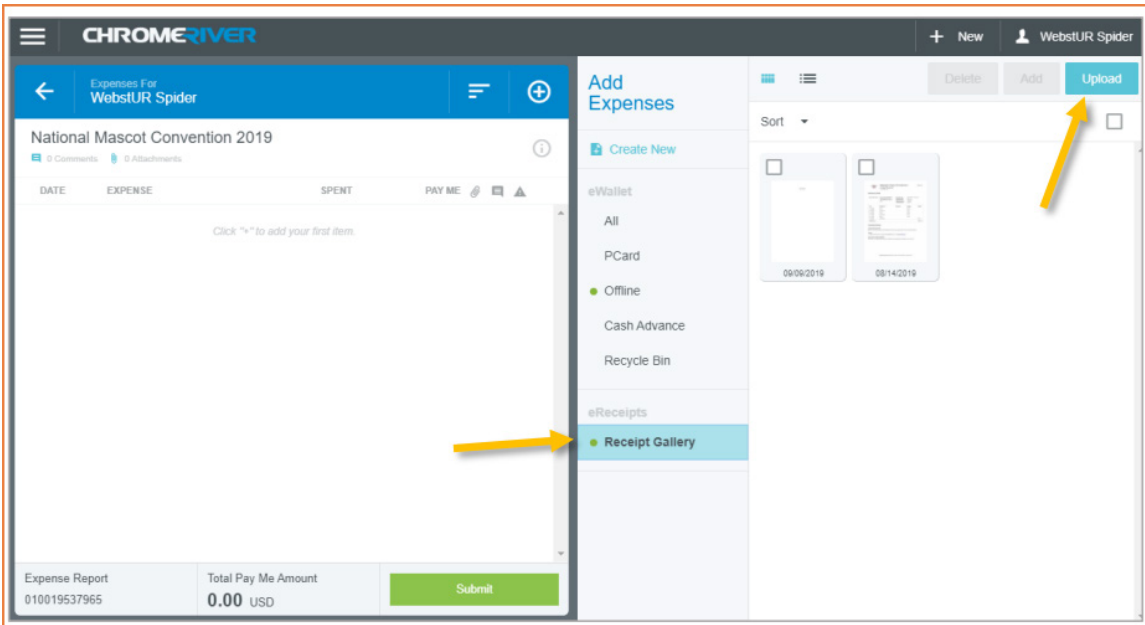 CHROMERIVER
+ New
WebstUR Spider
Expenses For
WebstUR Spider
National Mascot Convention 2019
0 Comments 0 Attachments
DATE EXPENSE SPENT PAY ME
Click "+" to add your first item.
Expense Report
010019537965
Total Pay Me Amount
0.00 USD
Submit
Add
Expenses
Create New
eWallet
All
PCard
Offline
Cash Advance
Recycle Bin
eReceipts
Receipt Gallery
Delete Add Upload
Sort
09/09/2019 08/14/2019